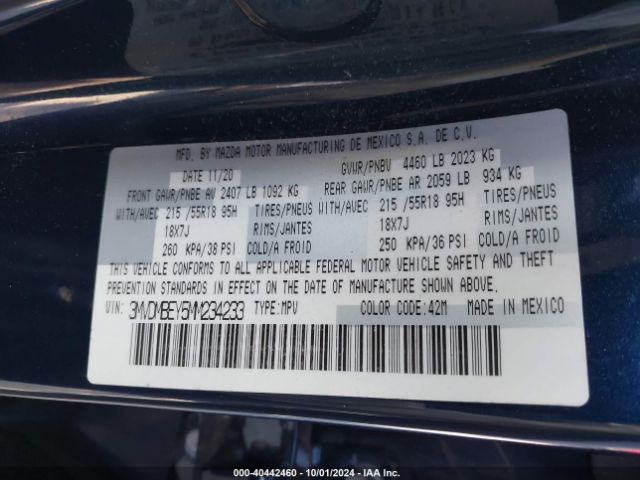 MFD. BY MAZDA MOTOR MANUFACTURING DE MEXICO S.A. DE C.V.
DATE 11/20 GVWR/PNBV 4460 LB 2023 KG
FRONT GAWR/PNBE AV 2407 LB 1092 KG REAR GAWR/PNBE AR 2059 LB 934 KG
WITH/AVEC 215 /55R18 95H TIRES/PNEUS WITH/AVEC 215 /55R18 95H TIRES/PNEUS
18X7J RIMS/JANTES 18X7J RIMS/JANTES
260 KPA/38 PSI COLD/A FROID 250 KPA/36 PSI COLD/A FROID
THIS VEHICLE CONFORMS TO ALL APPLICABLE FEDERAL MOTOR VEHICLE SAFETY AND THEFT
PREVENTION STANDARDS IN EFFECT ON THE DATE OF MANUFACTURE SHOWN ABOVE.
VIN: 3MVDMBEY5MM234233 TYPE:MPV COLOR CODE:42M MADE IN MEXICO
000-40442460 - 10/01/2024 - IAA Inc.